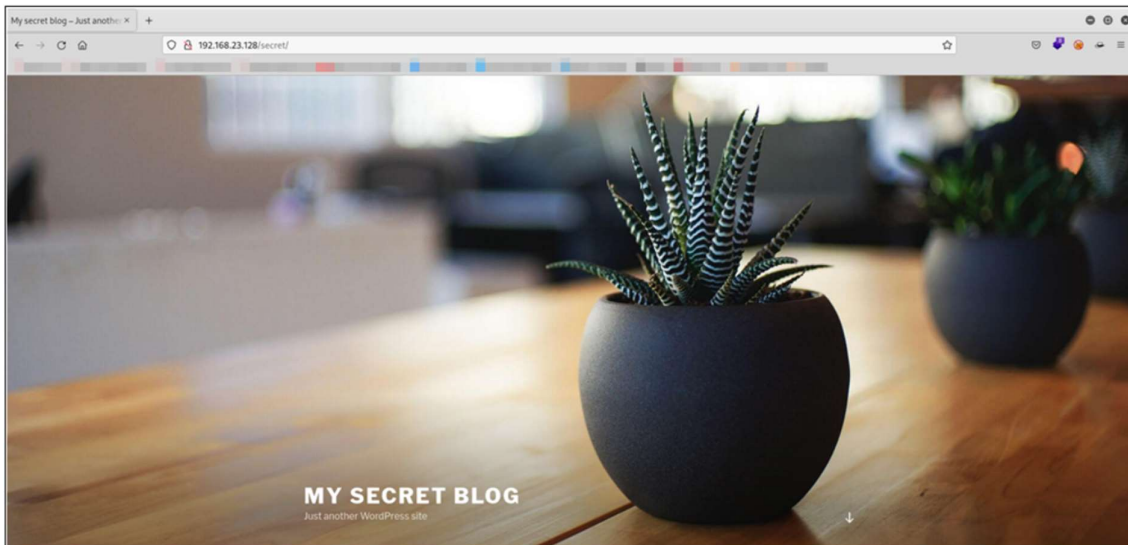 My secret blog – Just another
192.168.23.128/secret/
MY SECRET BLOG
Just another WordPress site